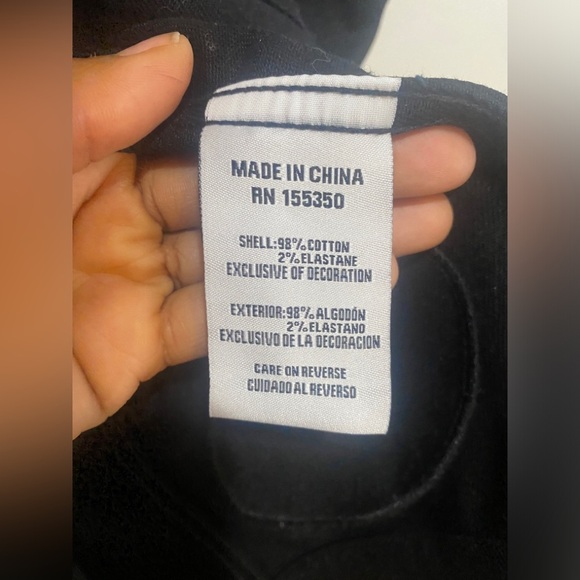 MADE IN CHINA
RN 155350
SHELL:98% COTTON
2% ELASTANE
EXCLUSIVE OF DECORATION
EXTERIOR:98% ALGODÓN
2% ELASTANO
EXCLUSIVO DE LA DECORACION
CARE ON REVERSE
CUIDADO AL REVERSO